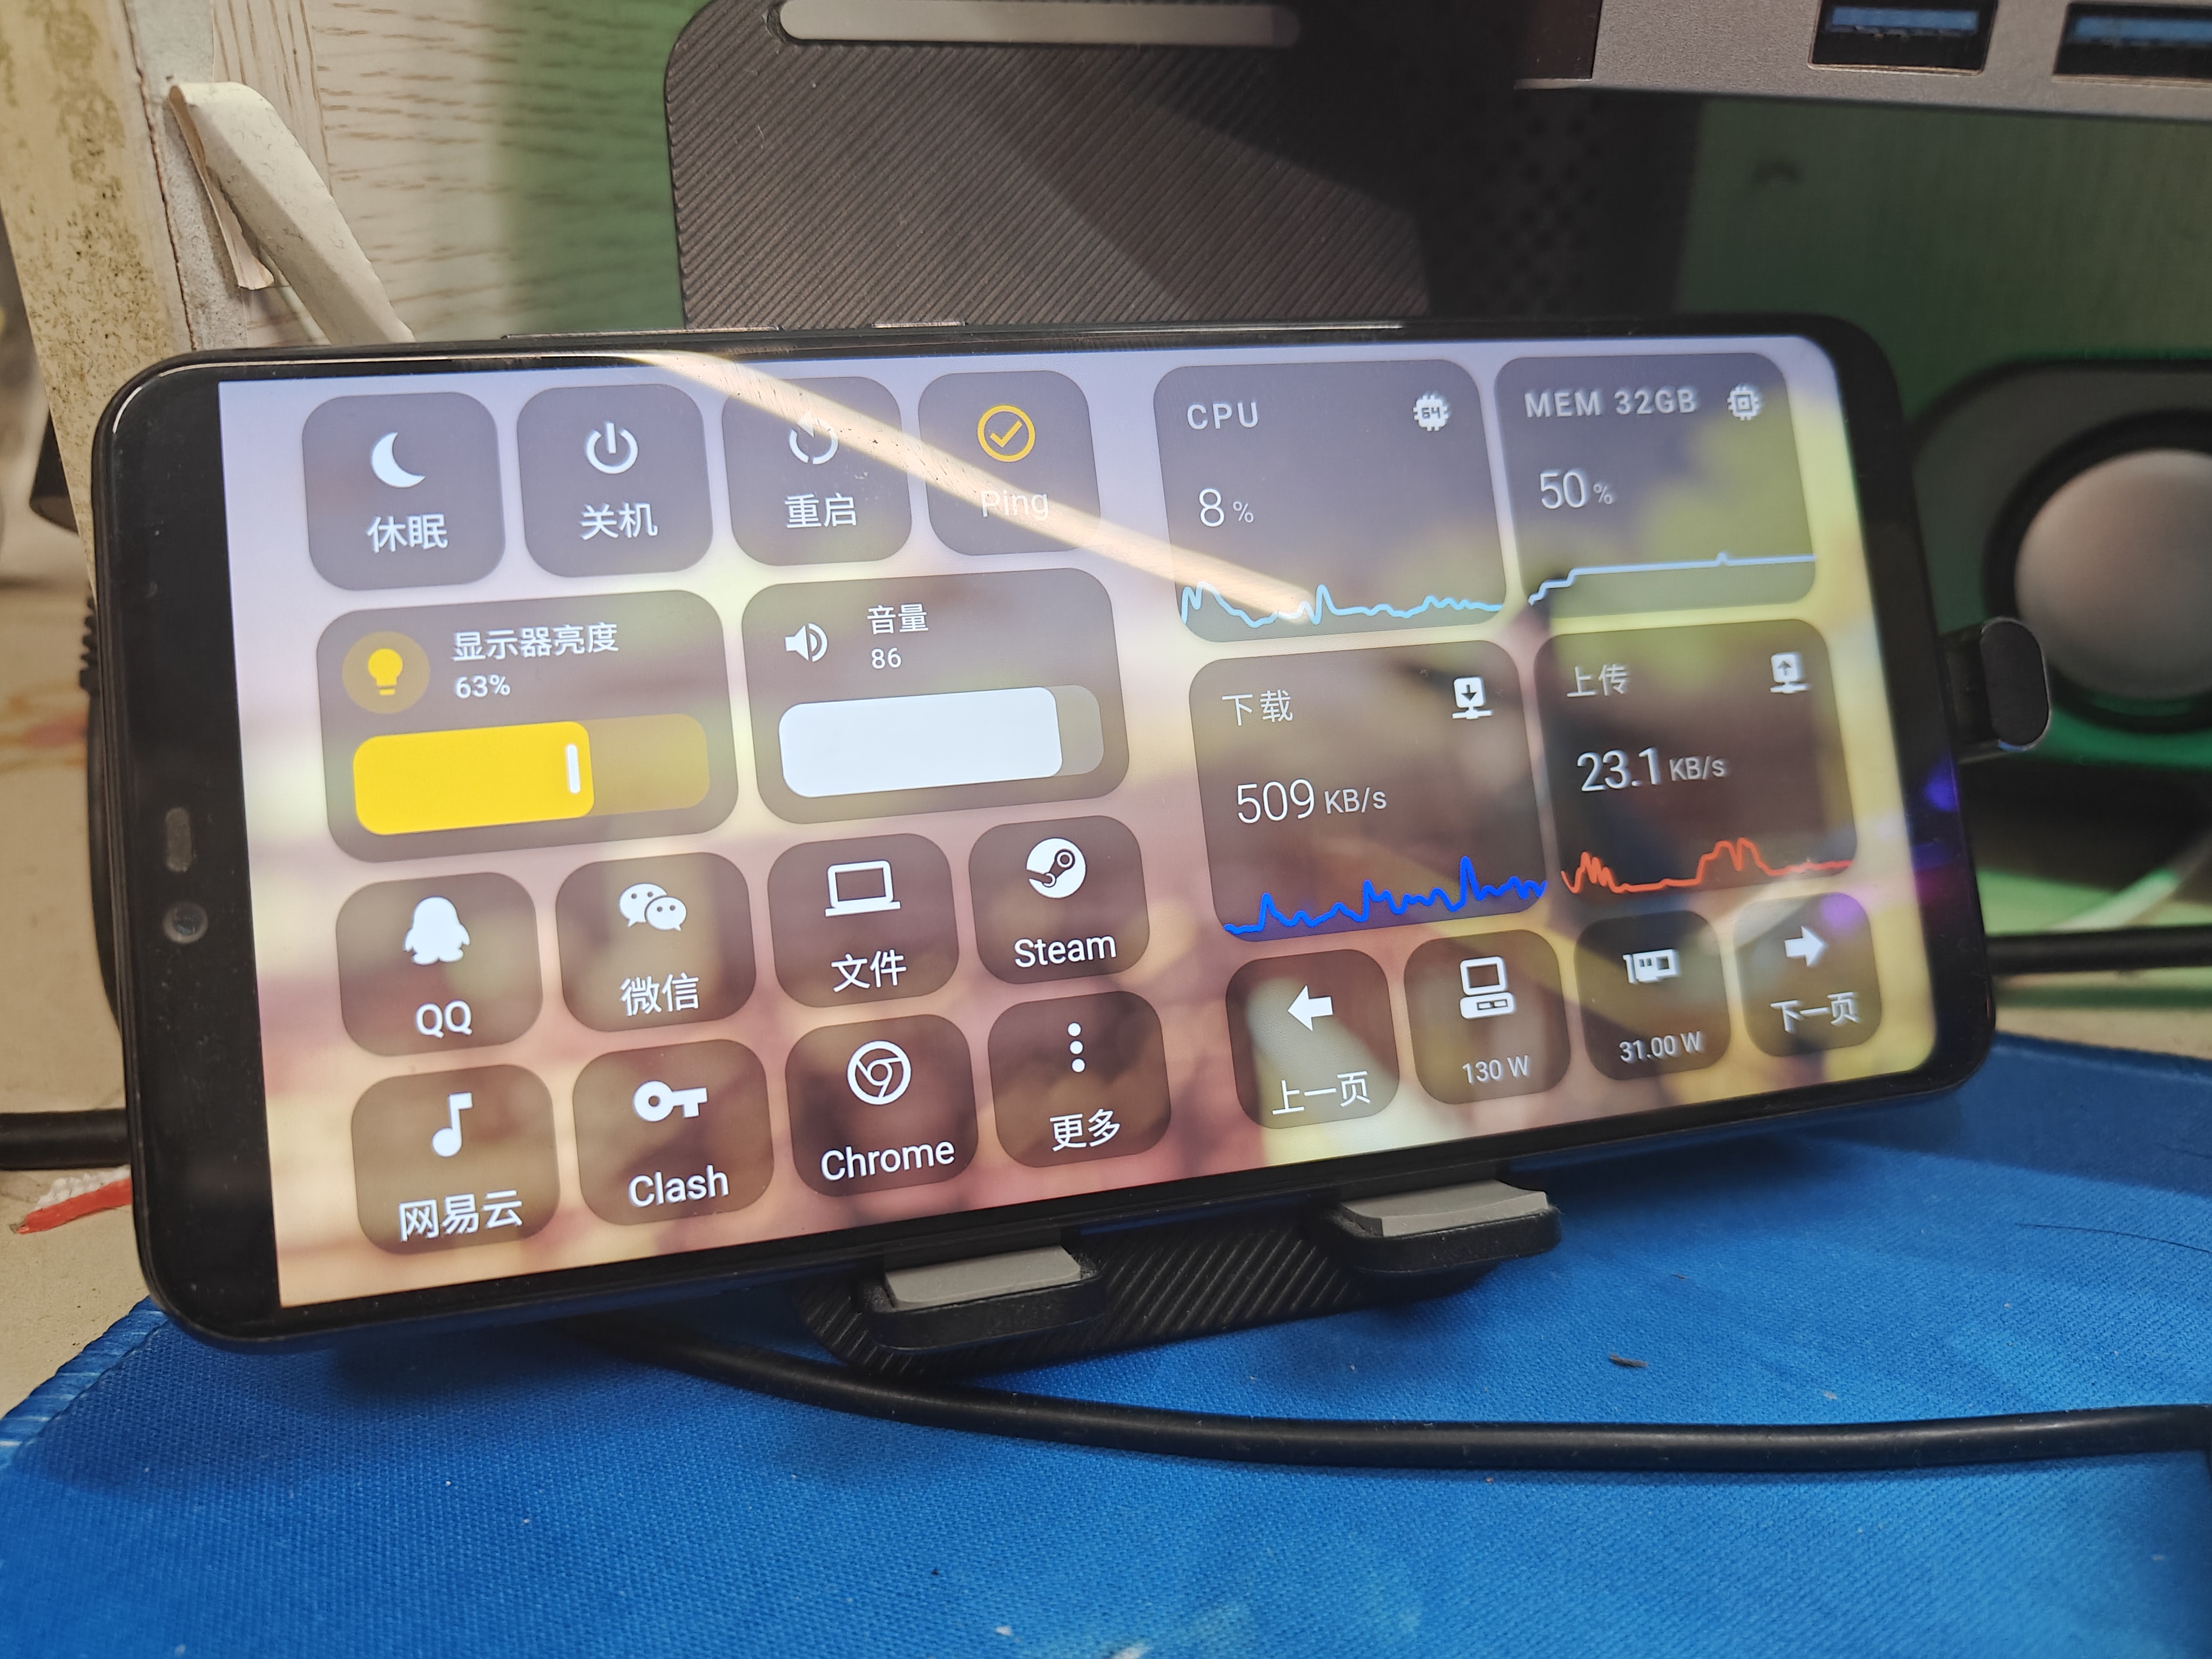 休眠
关机
重启
Ping
显示器亮度
63%
音量
86
QQ
微信
文件
Steam
网易云
Clash
Chrome
更多
CPU
64
8 %
MEM 32GB
50 %
下载
509 KB/s
上传
23.1 KB/s
上一页
130 W
31.00 W
下一页